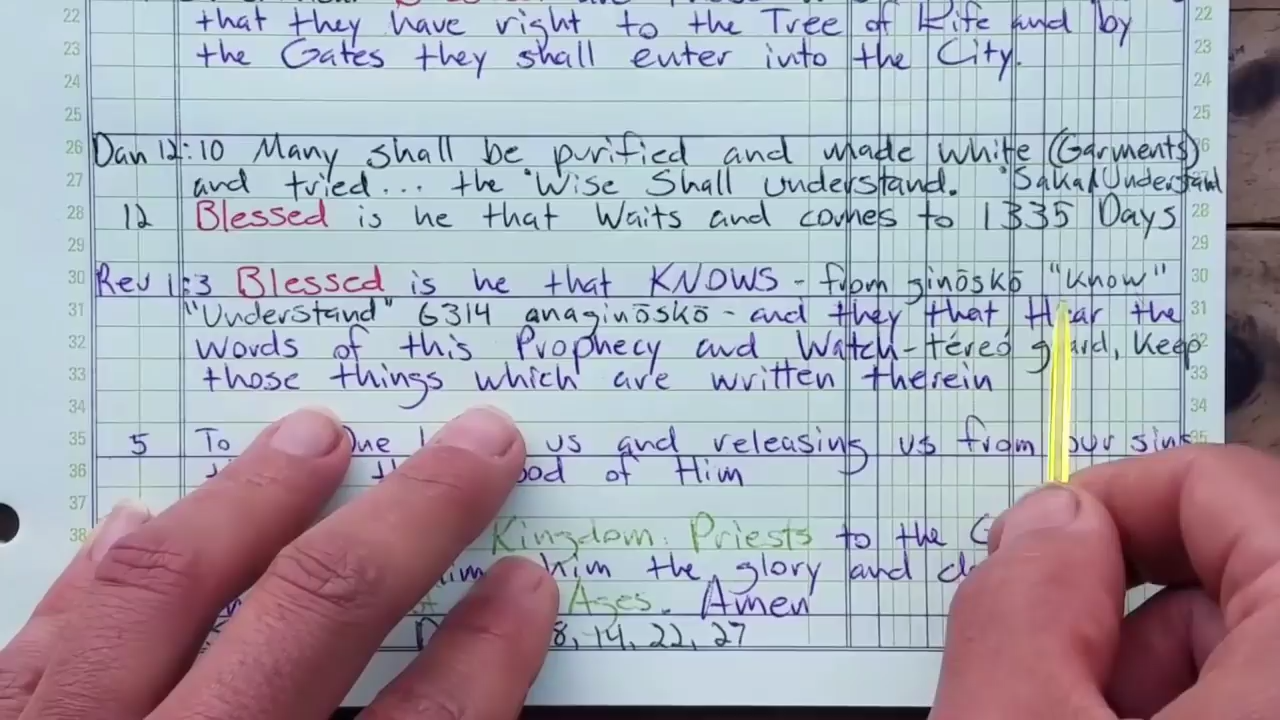 22 that they have right to the Tree of Life and by 22
23 the Gates they shall enter into the City. 23
24 24
25 25
26 Dan 12:10 Many shall be purified and made white (Garments) 26
27 and tried... the "Wise Shall Understand. "Sakal Understand
28 12 Blessed is he that Waits and comes to 1335 Days 28
29 29
30 Rev 1:3 Blessed is he that KNOWS - from ginōskō "Know" 30
31 "Understand" 6314 anaginōskō - and they that Hear the 31
32 Words of this Prophecy and Watch-téreó guard, Keep 32
33 those things which are written therein 33
34 34
35 5 To One us and releasing us from our sins 35
36 of Him
37
38 Kingdom: Priests to the
him the glory and
Ages. Amen
8, 14, 22, 27